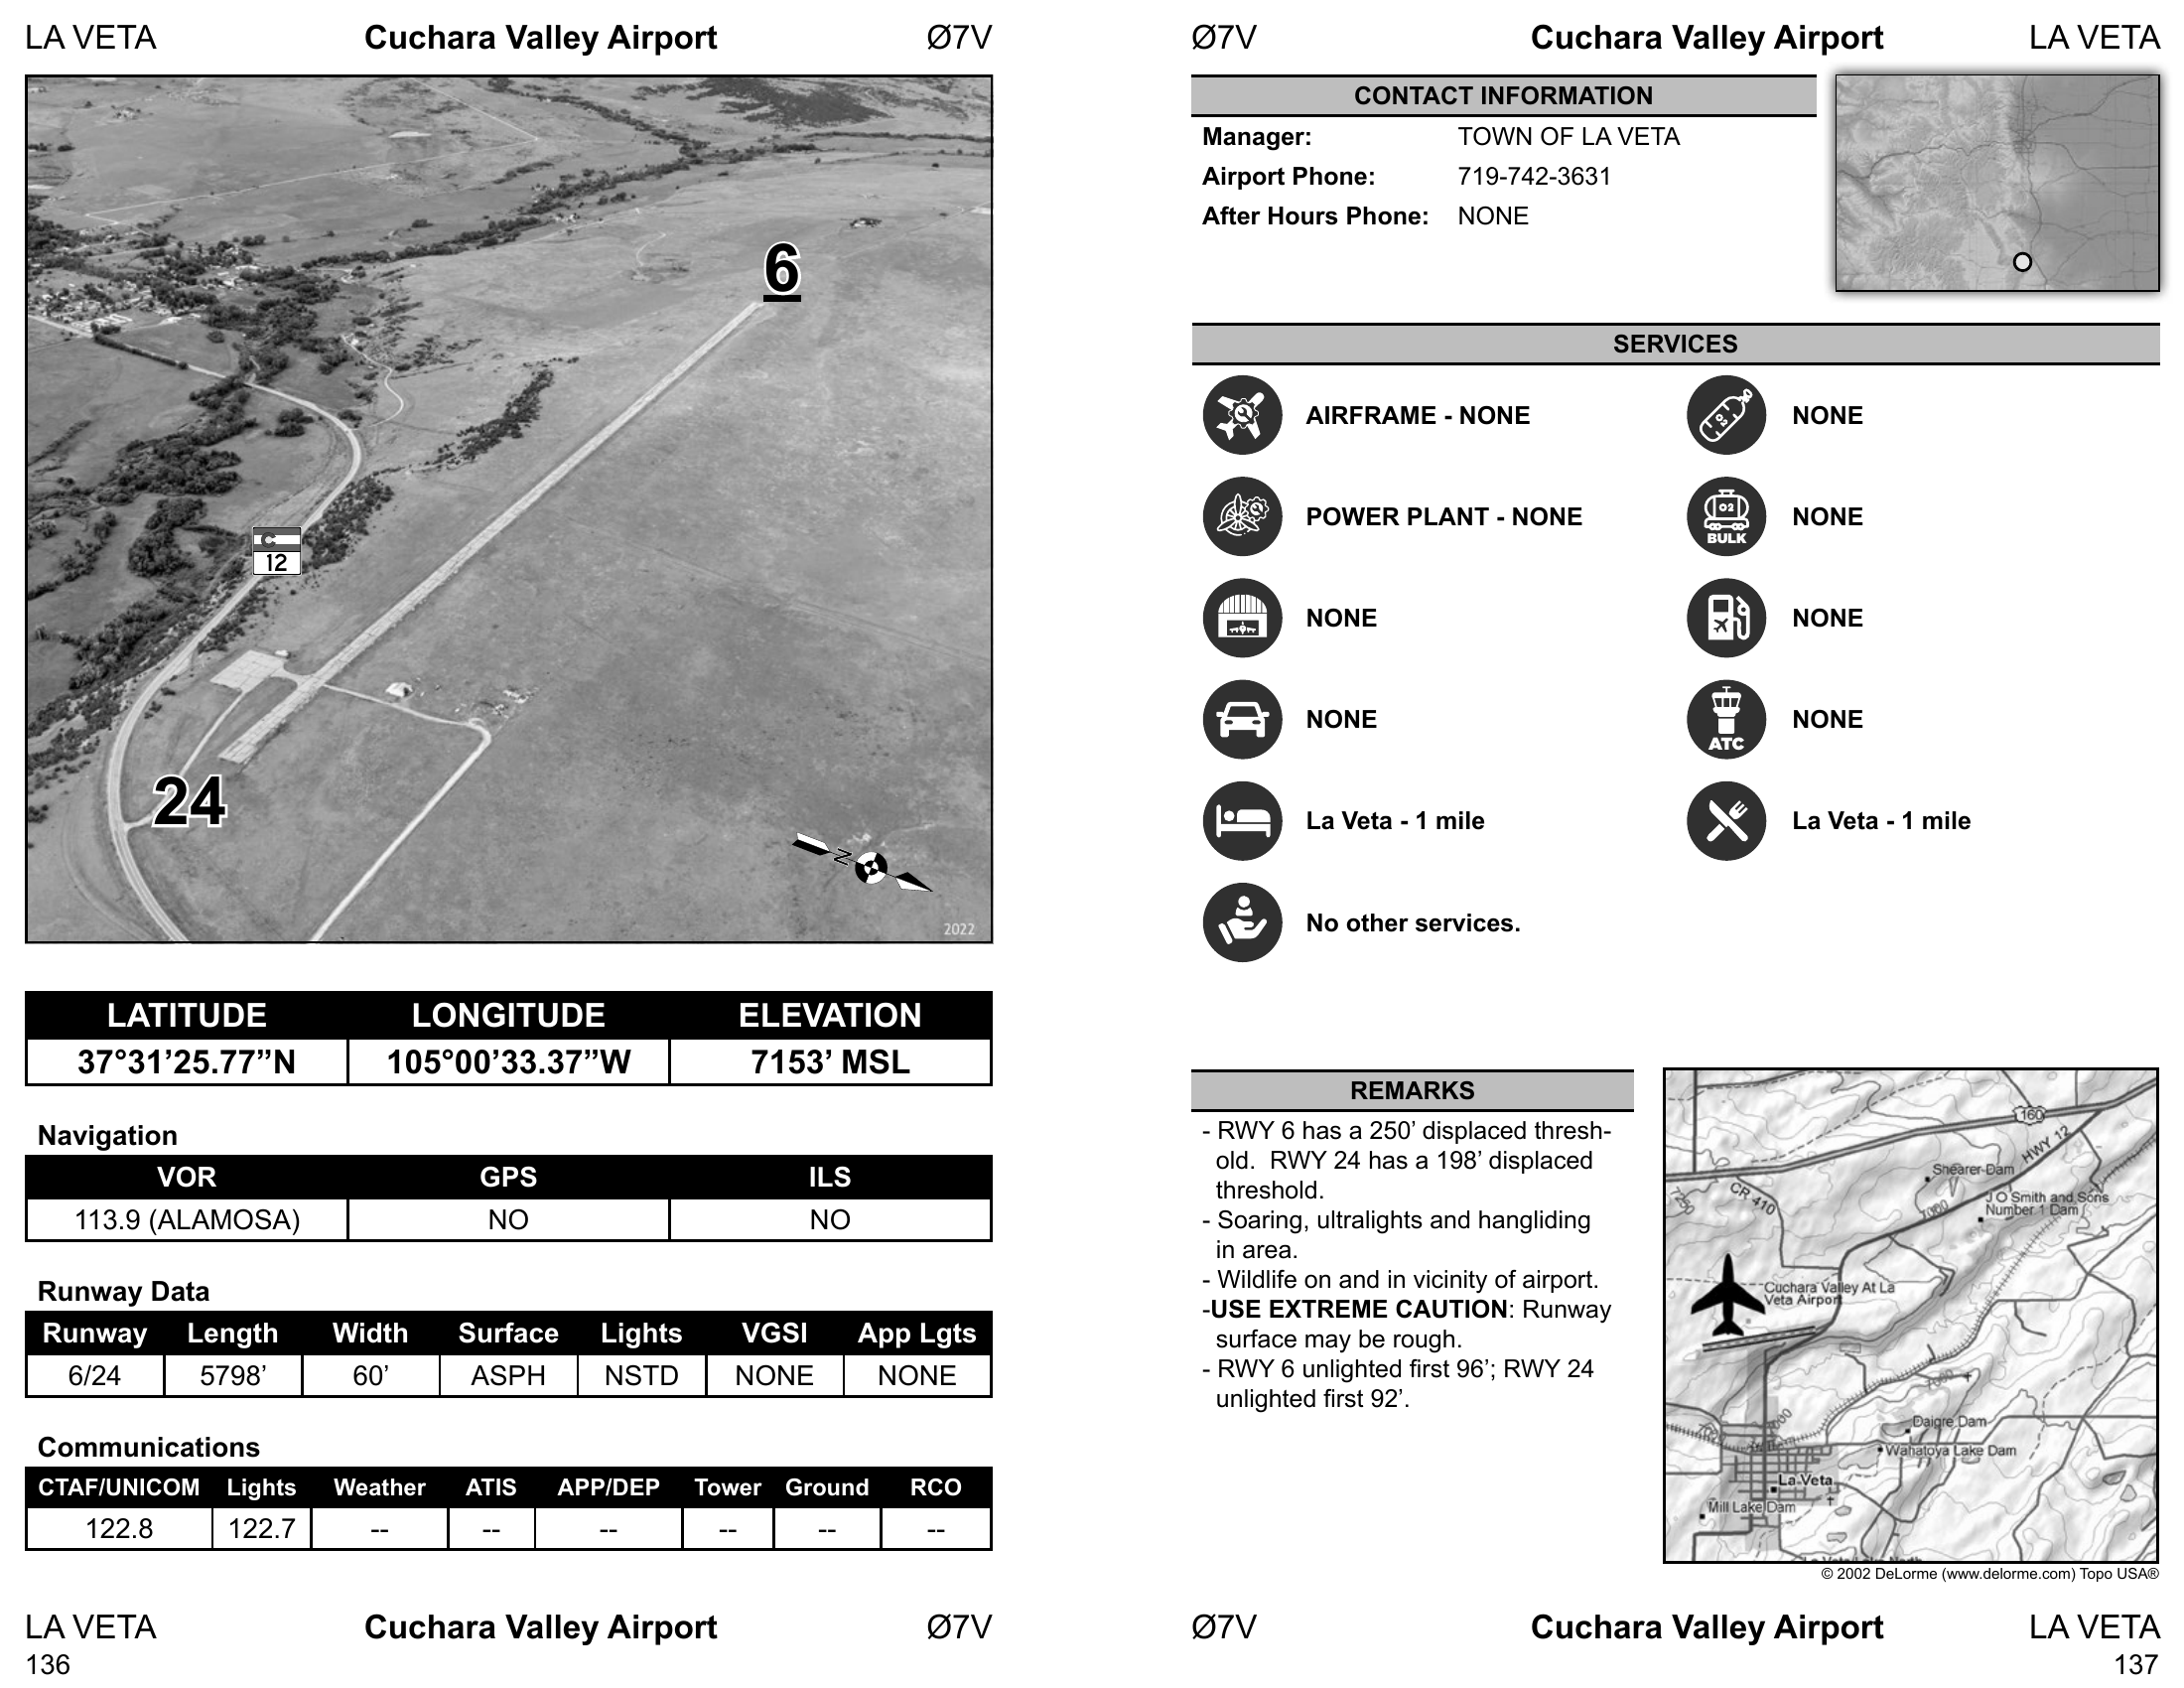 LA VETA Cuchara Valley Airport Ø7V
6
C
12
24
N
2022
LATITUDE LONGITUDE ELEVATION
37°31’25.77”N 105°00’33.37”W 7153’ MSL
Navigation
VOR GPS ILS
113.9 (ALAMOSA) NO NO
Runway Data
Runway Length Width Surface Lights VGSI App Lgts
6/24 5798’ 60’ ASPH NSTD NONE NONE
Communications
CTAF/UNICOM Lights Weather ATIS APP/DEP Tower Ground RCO
122.8 122.7 -- -- -- -- -- --
LA VETA Cuchara Valley Airport Ø7V
136
Ø7V Cuchara Valley Airport LA VETA
CONTACT INFORMATION
Manager: TOWN OF LA VETA
Airport Phone: 719-742-3631
After Hours Phone: NONE
SERVICES
AIRFRAME - NONE
O2
NONE
POWER PLANT - NONE
O2
BULK
NONE
NONE
NONE
NONE
ATC
NONE
La Veta - 1 mile
La Veta - 1 mile
No other services.
REMARKS
- RWY 6 has a 250’ displaced thresh-
old. RWY 24 has a 198’ displaced
threshold.
- Soaring, ultralights and hangliding
in area.
- Wildlife on and in vicinity of airport.
-USE EXTREME CAUTION: Runway
surface may be rough.
- RWY 6 unlighted first 96’; RWY 24
unlighted first 92’.
160
HWY 12
Shearer Dam
7250
CR 410
J O Smith and Sons
Number 1 Dam
7000
Cuchara Valley At La
Veta Airport
7000
7000
Daigre Dam
Wahatoya Lake Dam
La Veta
Mill Lake Dam
© 2002 DeLorme (www.delorme.com) Topo USA®
Ø7V Cuchara Valley Airport LA VETA
137